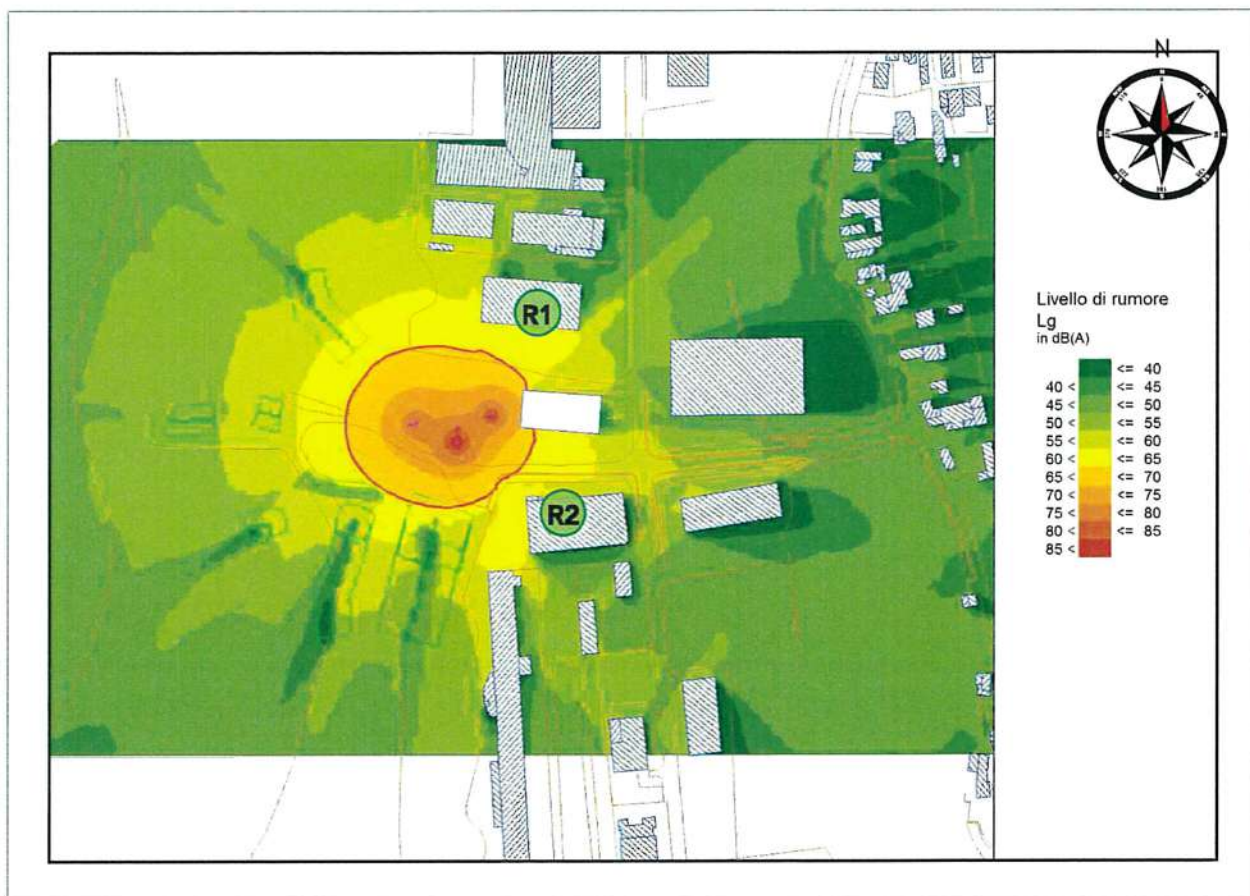 N
R1
R2
Livello di rumore
Lg
in dB(A)
<= 40
40 < <= 45
45 < <= 50
50 < <= 55
55 < <= 60
60 < <= 65
65 < <= 70
70 < <= 75
75 < <= 80
80 < <= 85
85 <